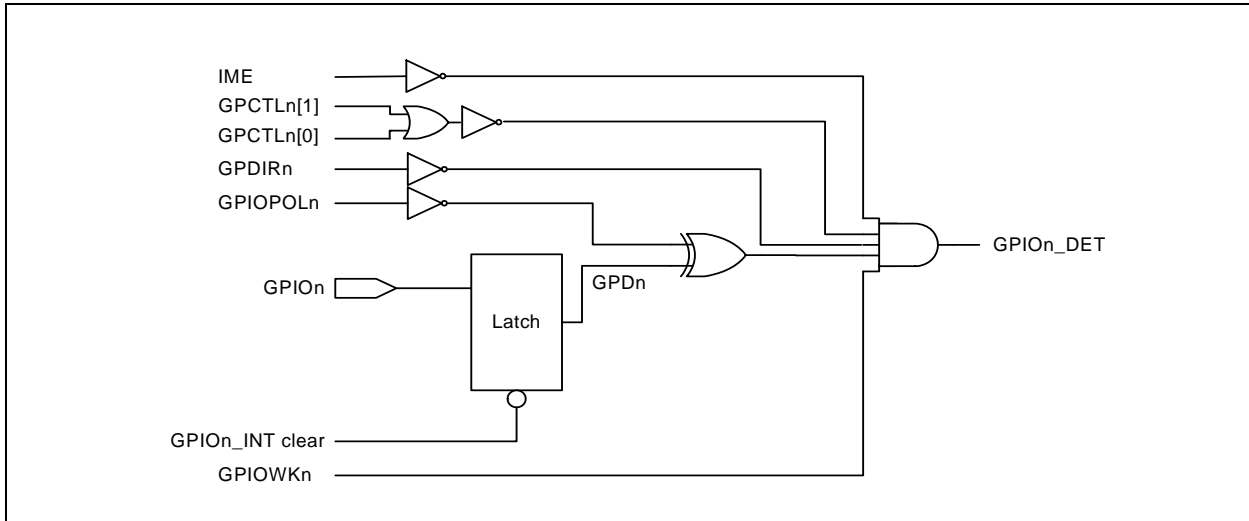 IME
GPCTLn[1]
GPCTLn[0]
GPDIRn
GPIOPOLn
GPIOn_DET
GPIOn
GPDn
Latch
GPIOn_INT clear
GPIOWKn